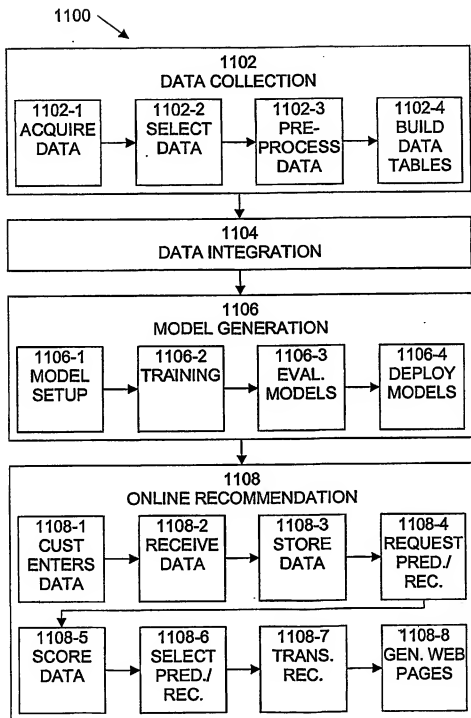 1100
1102
DATA COLLECTION
1102-1
ACQUIRE
DATA
1102-2
SELECT
DATA
1102-3
PRE-
PROCESS
DATA
1102-4
BUILD
DATA
TABLES
1104
DATA INTEGRATION
1106
MODEL GENERATION
1106-1
MODEL
SETUP
1106-2
TRAINING
1106-3
EVAL.
MODELS
1106-4
DEPLOY
MODELS
1108
ONLINE RECOMMENDATION
1108-1
CUST
ENTERS
DATA
1108-2
RECEIVE
DATA
1108-3
STORE
DATA
1108-4
REQUEST
PRED./
REC.
1108-5
SCORE
DATA
1108-6
SELECT
PRED./
REC.
1108-7
TRANS.
REC.
1108-8
GEN. WEB
PAGES